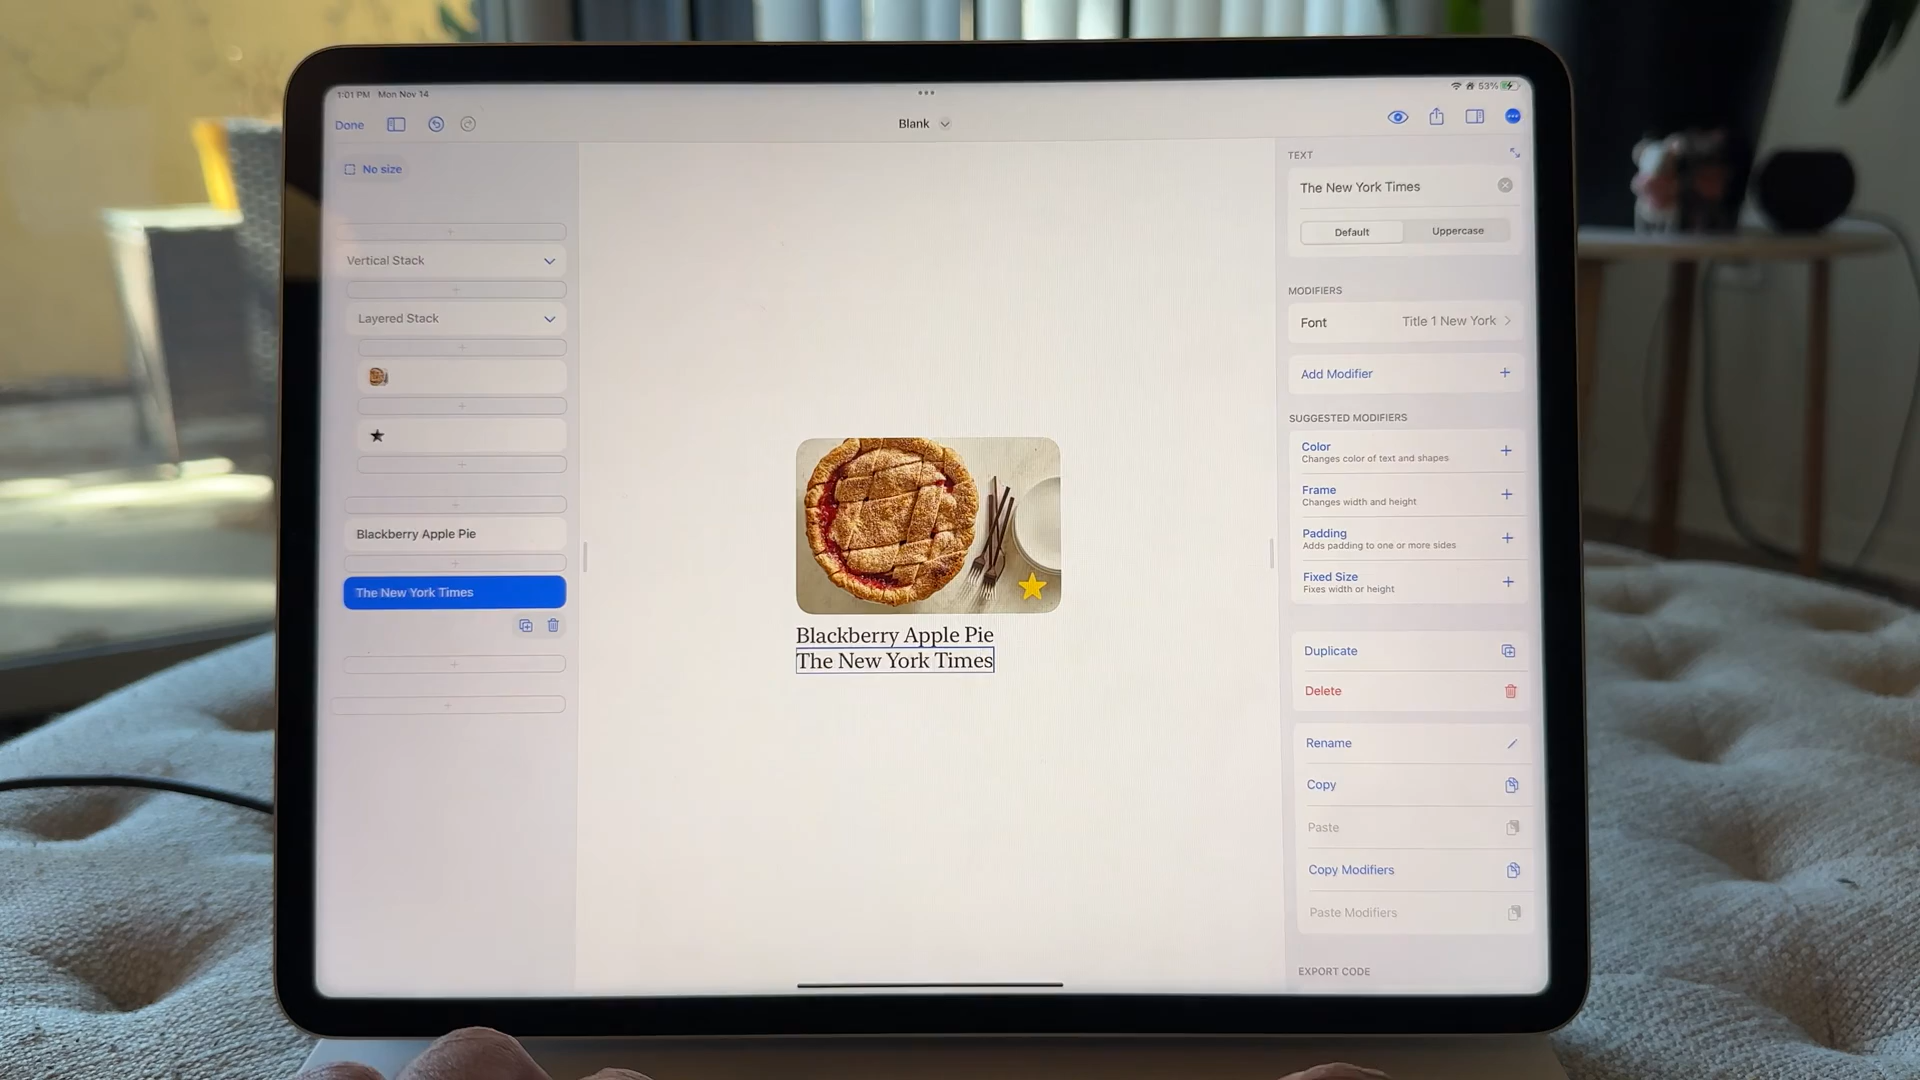 1:01 PM Mon Nov 14
53%
Done
Blank
No size
Vertical Stack
Layered Stack
Blackberry Apple Pie
The New York Times
Blackberry Apple Pie
The New York Times
TEXT
The New York Times
Default Uppercase
MODIFIERS
Font Title 1 New York
Add Modifier
SUGGESTED MODIFIERS
Color
Changes color of text and shapes
Frame
Changes width and height
Padding
Adds padding to one or more sides
Fixed Size
Fixes width or height
Duplicate
Delete
Rename
Copy
Paste
Copy Modifiers
Paste Modifiers
EXPORT CODE